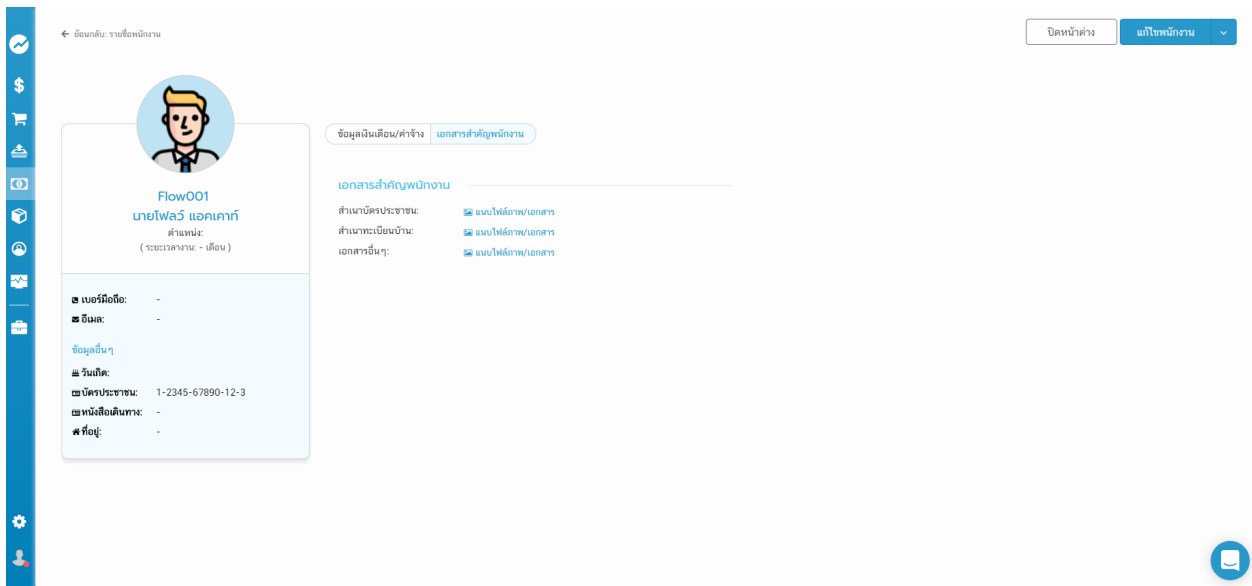 ย้อนกลับ: รายชื่อพนักงาน
ปิดหน้าต่าง
แก้ไขพนักงาน
Flow001
นายโฟลว์ แอคเคาท์
ตำแหน่ง:
( ระยะเวลางาน: - เดือน )
เบอร์มือถือ: -
อีเมล: -
ข้อมูลอื่นๆ
วันเกิด:
บัตรประชาชน: 1-2345-67890-12-3
หนังสือเดินทาง: -
ที่อยู่: -
ข้อมูลเงินเดือน/ค่าจ้าง เอกสารสำคัญพนักงาน
เอกสารสำคัญพนักงาน
สำเนาบัตรประชาชน: แนบไฟล์ภาพ/เอกสาร
สำเนาทะเบียนบ้าน: แนบไฟล์ภาพ/เอกสาร
เอกสารอื่นๆ: แนบไฟล์ภาพ/เอกสาร